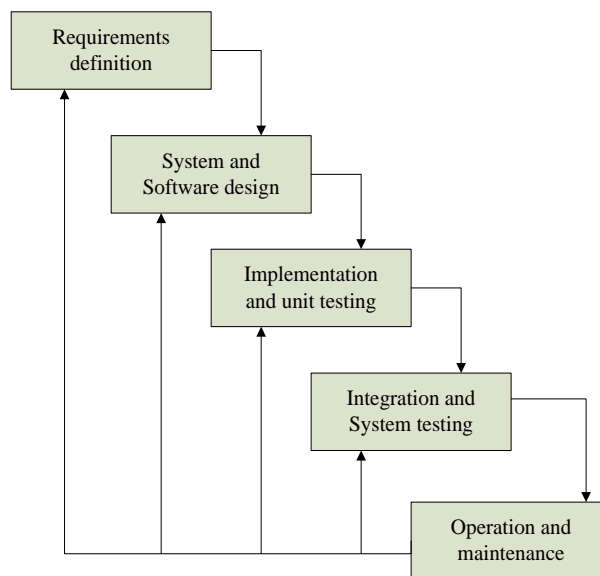 Requirements
definition
System and
Software design
Implementation
and unit testing
Integration and
System testing
Operation and
maintenance